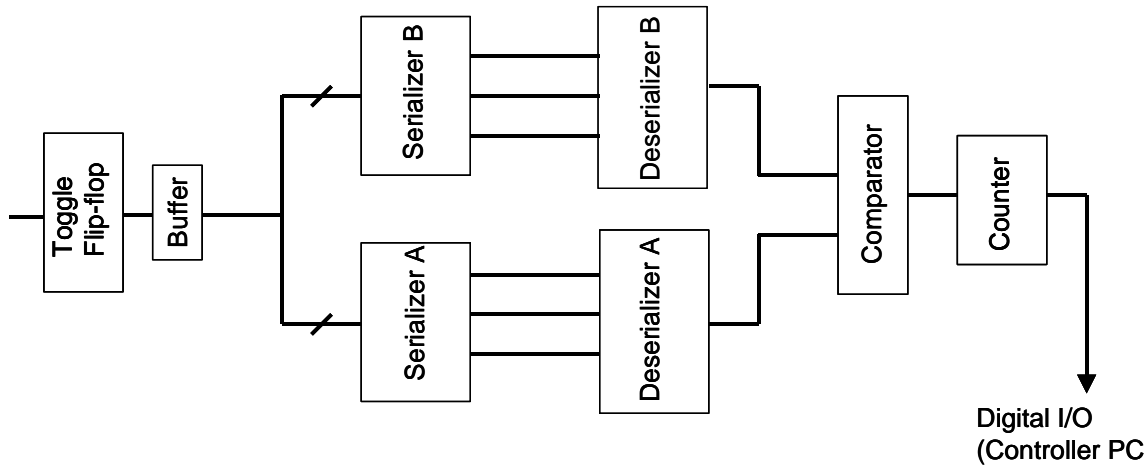 Toggle
Flip-flop
Buffer
Serializer B
Deserializer B
Serializer A
Deserializer A
Comparator
Counter
Digital I/O
(Controller PC